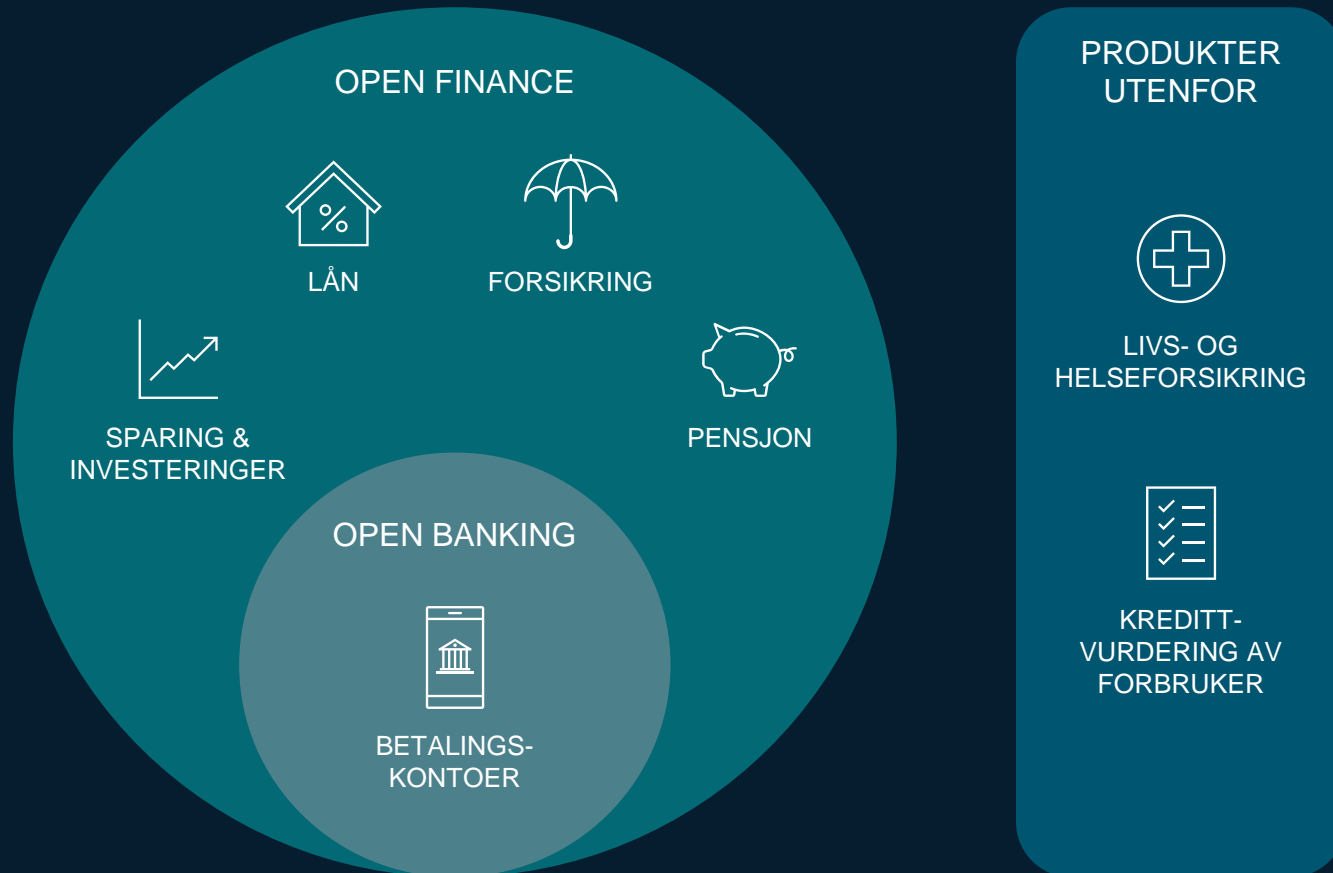 OPEN FINANCE
LÅN
FORSIKRING
SPARING &
INVESTERINGER
PENSJON
OPEN BANKING
BETALINGS-
KONTOER
PRODUKTER
UTENFOR
LIVS- OG
HELSEFORSIKRING
KREDITT-
VURDERING AV
FORBRUKER